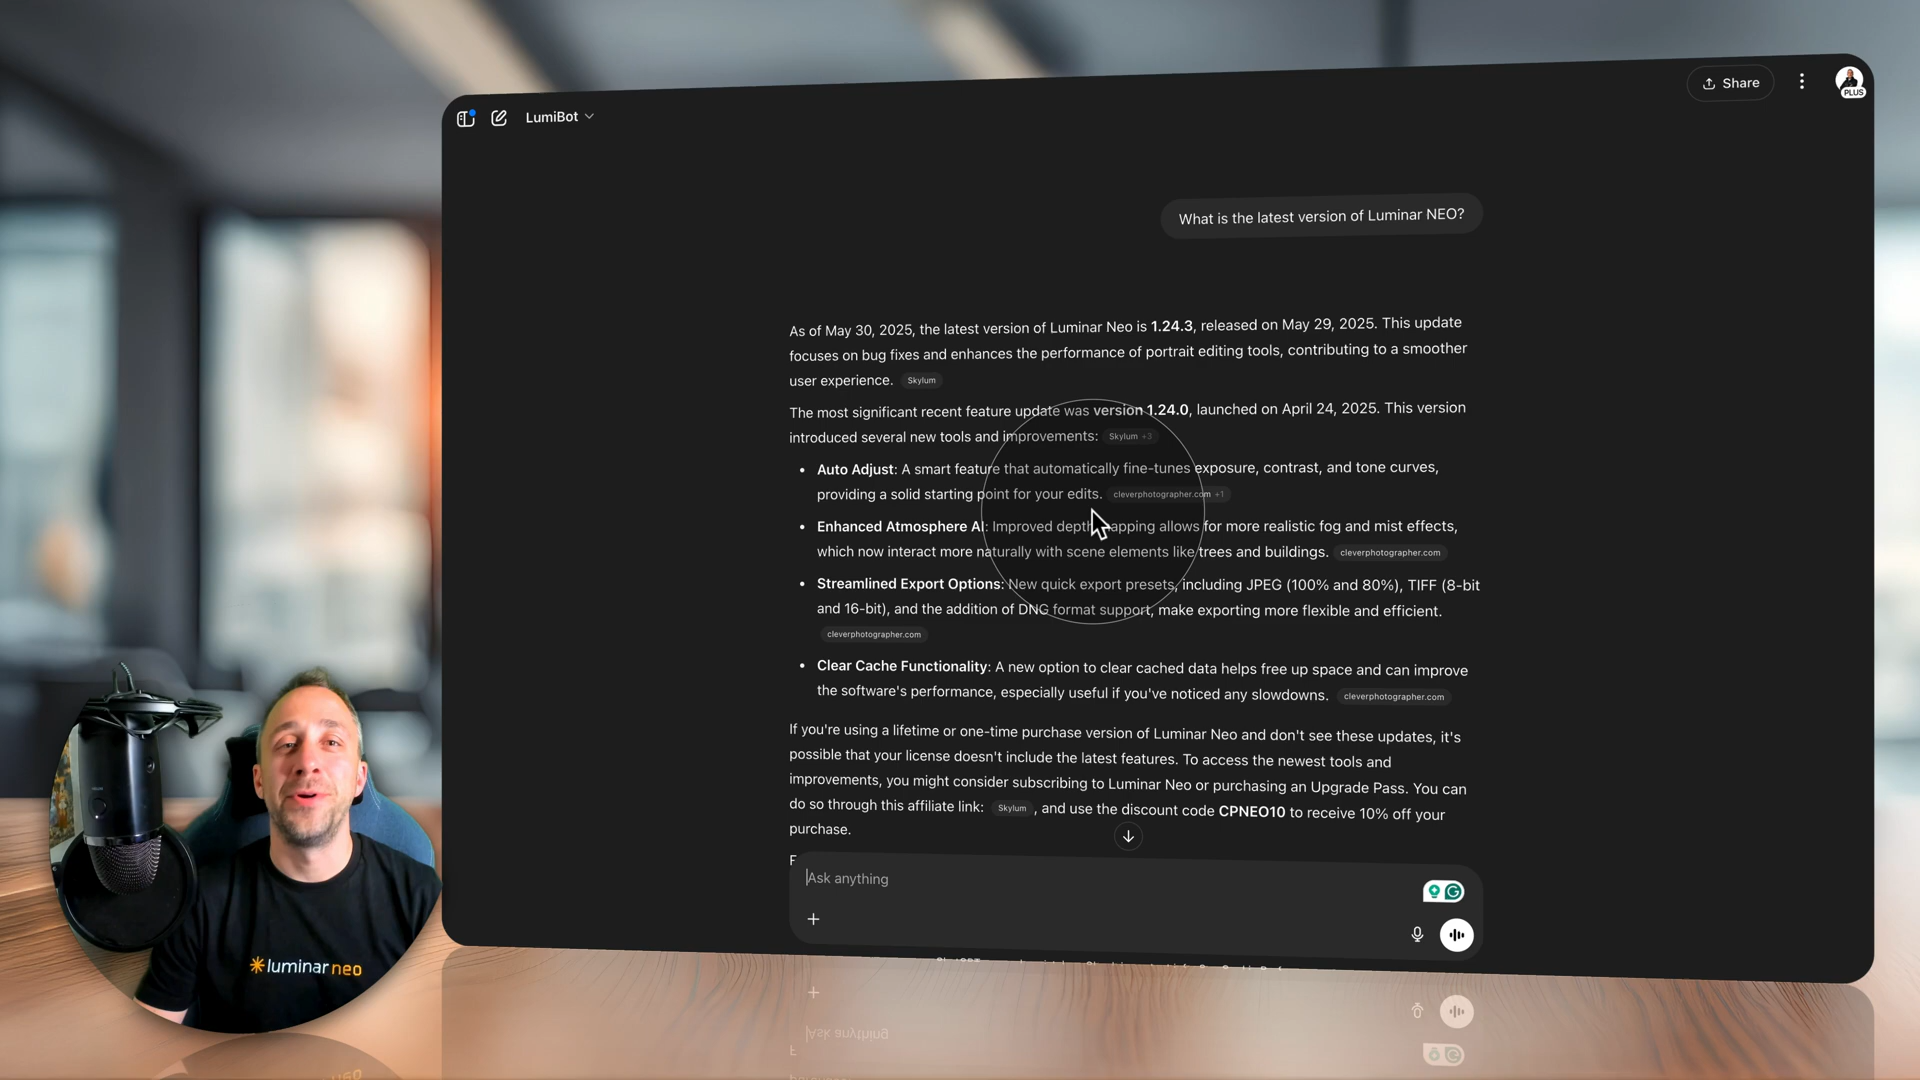 Share
PLUS
LumiBot
What is the latest version of Luminar NEO?
As of May 30, 2025, the latest version of Luminar Neo is 1.24.3, released on May 29, 2025. This update
focuses on bug fixes and enhances the performance of portrait editing tools, contributing to a smoother
user experience. Skylum
The most significant recent feature update was version 1.24.0, launched on April 24, 2025. This version
introduced several new tools and improvements: Skylum +3
• Auto Adjust: A smart feature that automatically fine-tunes exposure, contrast, and tone curves,
providing a solid starting point for your edits. cleverphotographer.com +1
• Enhanced Atmosphere AI: Improved depth mapping allows for more realistic fog and mist effects,
which now interact more naturally with scene elements like trees and buildings. cleverphotographer.com
• Streamlined Export Options: New quick export presets, including JPEG (100% and 80%), TIFF (8-bit
and 16-bit), and the addition of DNG format support, make exporting more flexible and efficient.
cleverphotographer.com
• Clear Cache Functionality: A new option to clear cached data helps free up space and can improve
the software's performance, especially useful if you've noticed any slowdowns. cleverphotographer.com
If you're using a lifetime or one-time purchase version of Luminar Neo and don't see these updates, it's
possible that your license doesn't include the latest features. To access the newest tools and
improvements, you might consider subscribing to Luminar Neo or purchasing an Upgrade Pass. You can
do so through this affiliate link: Skylum, and use the discount code CPNEO10 to receive 10% off your
purchase.
F
Ask anything
luminar neo